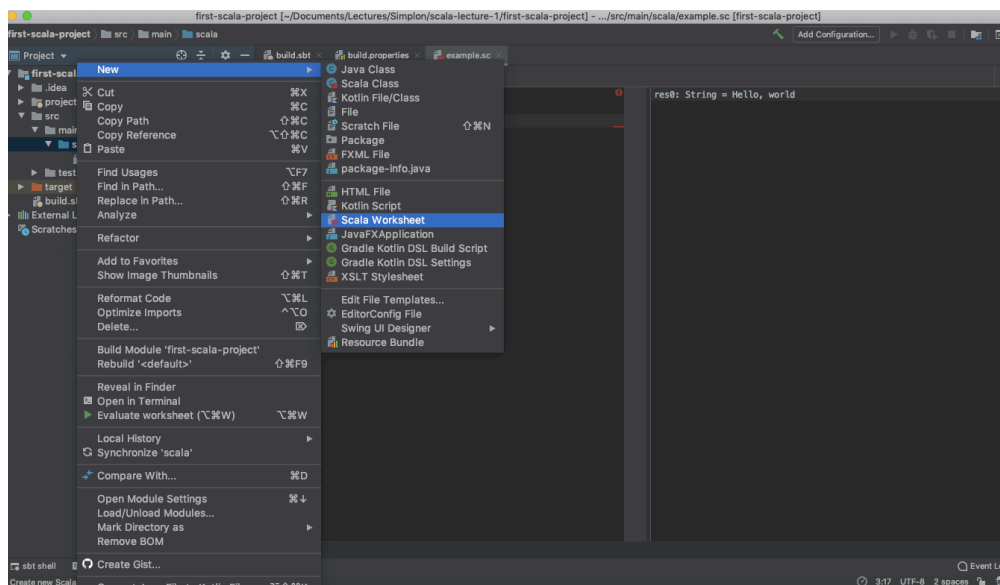 first-scala-project [~/Documents/Lectures/Simplon/scala-lecture-1/first-scala-project] - .../src/main/scala/example.sc [first-scala-project]
first-scala-project src main scala Add Configuration...
Project build.sbt build.properties example.sc
first-scal
.idea
project
src
main
test
target
build.s
External L
Scratches
New
Cut ⌘X
Copy ⌘C
Copy Path ⇧⌘C
Copy Reference ⌥⇧⌘C
Paste ⌘V
Find Usages ⌥F7
Find in Path... ⇧⌘F
Replace in Path... ⇧⌘R
Analyze
Refactor
Add to Favorites
Show Image Thumbnails ⇧⌘T
Reformat Code ⌥⌘L
Optimize Imports ^⌥O
Delete... ⌦
Build Module 'first-scala-project'
Rebuild '<default>' ⇧⌘F9
Reveal in Finder
Open in Terminal
Evaluate worksheet (⌥⌘W) ⌥⌘W
Local History
Synchronize 'scala'
Compare With... ⌘D
Open Module Settings ⌘↓
Load/Unload Modules...
Mark Directory as
Remove BOM
Create Gist...
Java Class
Scala Class
Kotlin File/Class
File
Scratch File ⇧⌘N
Package
FXML File
package-info.java
HTML File
Kotlin Script
Scala Worksheet
JavaFXApplication
Gradle Kotlin DSL Build Script
Gradle Kotlin DSL Settings
XSLT Stylesheet
Edit File Templates...
EditorConfig File
Swing UI Designer
Resource Bundle
res0: String = Hello, world
sbt shell
Event L
Create new Scala
3:17 UTF-8 2 spaces